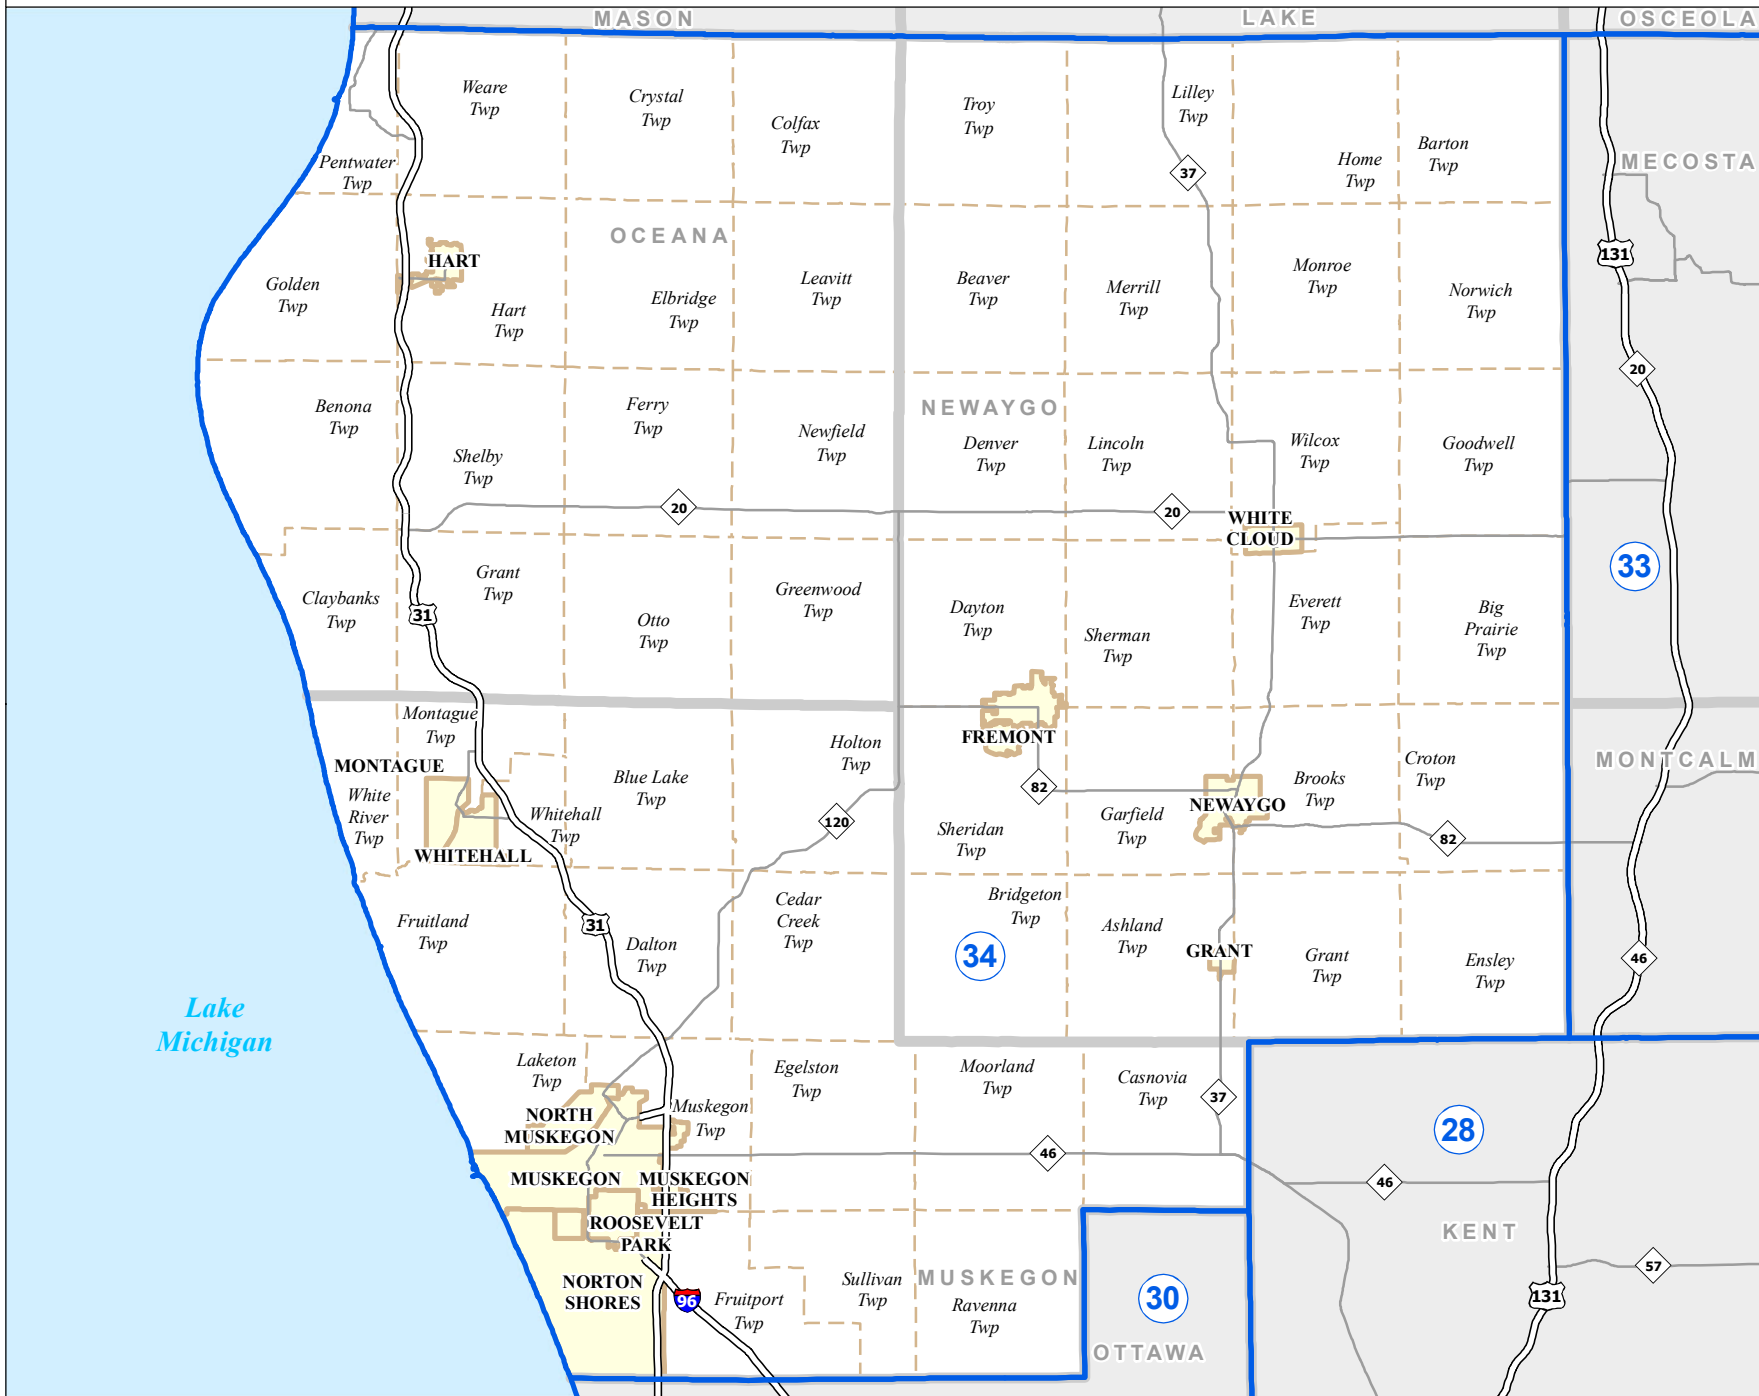 MASON
LAKE
OSCEOLA
Weare
Twp
Crystal
Twp
Colfax
Twp
Troy
Twp
Lilley
Twp
Home
Twp
Barton
Twp
MECOSTA
Pentwater
Twp
37
OCEANA
HART
131
Golden
Twp
Hart
Twp
Elbridge
Twp
Leavitt
Twp
Beaver
Twp
Merrill
Twp
Monroe
Twp
Norwich
Twp
20
Benona
Twp
Shelby
Twp
Ferry
Twp
Newfield
Twp
NEWAYGO
Denver
Twp
Lincoln
Twp
Wilcox
Twp
Goodwell
Twp
20
20
WHITE
CLOUD
33
Claybanks
Twp
Grant
Twp
31
Otto
Twp
Greenwood
Twp
Dayton
Twp
Sherman
Twp
Everett
Twp
Big
Prairie
Twp
Montague
Twp
MONTAGUE
White
River
Twp
WHITEHALL
Whitehall
Twp
Blue Lake
Twp
Holton
Twp
120
FREMONT
82
Sheridan
Twp
Garfield
Twp
NEWAYGO
Brooks
Twp
Croton
Twp
82
MONTCALM
Fruitland
Twp
31
Dalton
Twp
Cedar
Creek
Twp
34
Bridgeton
Twp
Ashland
Twp
GRANT
Grant
Twp
Ensley
Twp
46
Lake
Michigan
Laketon
Twp
NORTH
MUSKEGON
Muskegon
Twp
Egelston
Twp
Moorland
Twp
Casnovia
Twp
37
28
46
46
MUSKEGON
MUSKEGON
HEIGHTS
ROOSEVELT
PARK
NORTON
SHORES
96
Fruitport
Twp
Sullivan
Twp
MUSKEGON
Ravenna
Twp
30
OTTAWA
KENT
57
131